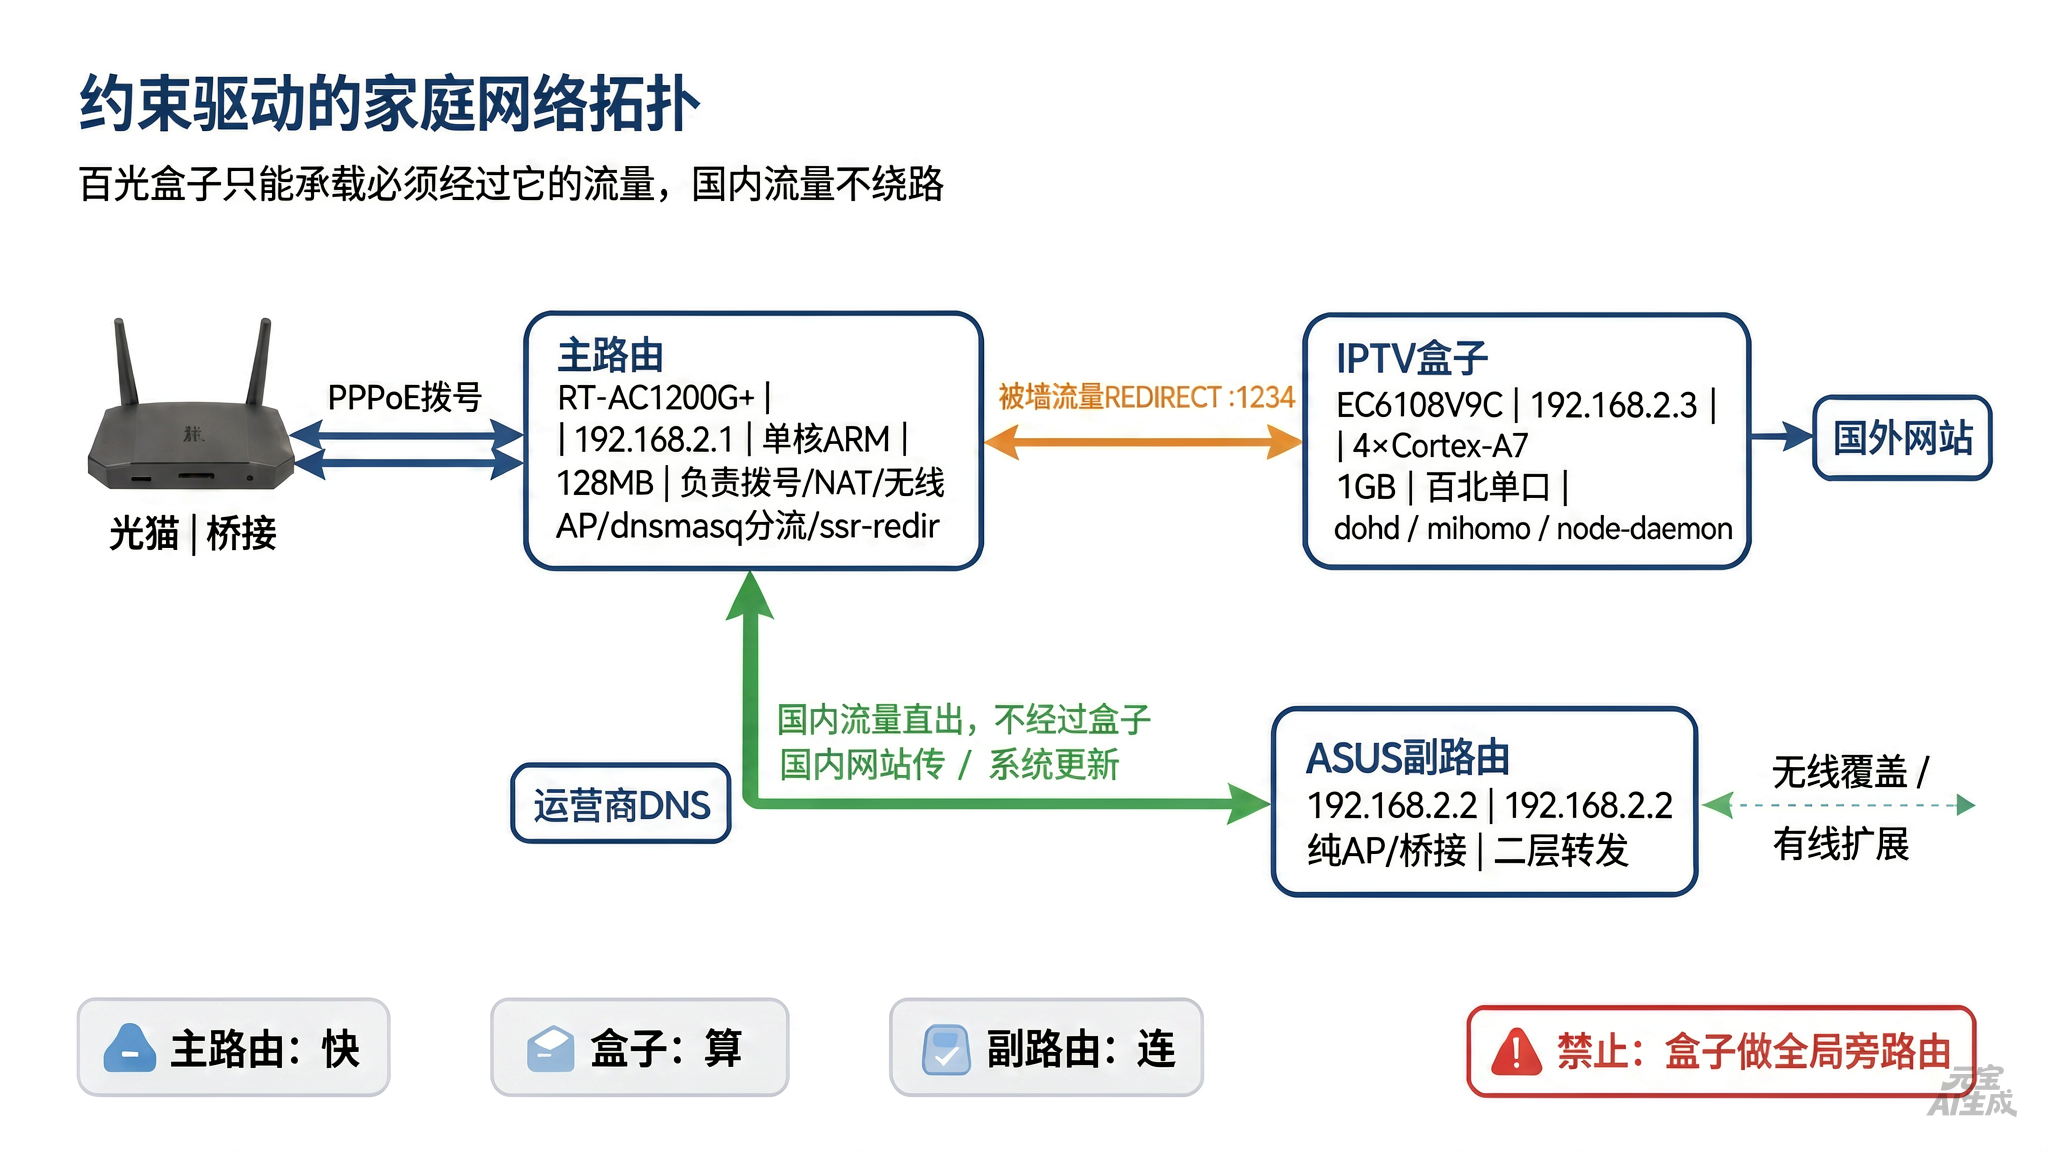 约束驱动的家庭网络拓扑
百光盒子只能承载必须经过它的流量，国内流量不绕路
PPPoE拨号
光猫 | 桥接
主路由
RT-AC1200G+ |
| 192.168.2.1 | 单核ARM |
128MB | 负责拨号/NAT/无线
AP/dnsmasq分流/ssr-redir
被墙流量REDIRECT :1234
IPTV盒子
EC6108V9C | 192.168.2.3 |
| 4×Cortex-A7
1GB | 百北单口 |
dohd / mihomo / node-daemon
国外网站
国内流量直出，不经过盒子
国内网站传 / 系统更新
运营商DNS
ASUS副路由
192.168.2.2 | 192.168.2.2
纯AP/桥接 | 二层转发
无线覆盖 /
有线扩展
主路由：快
盒子：算
副路由：连
禁止：盒子做全局旁路由
元宝
AI生成